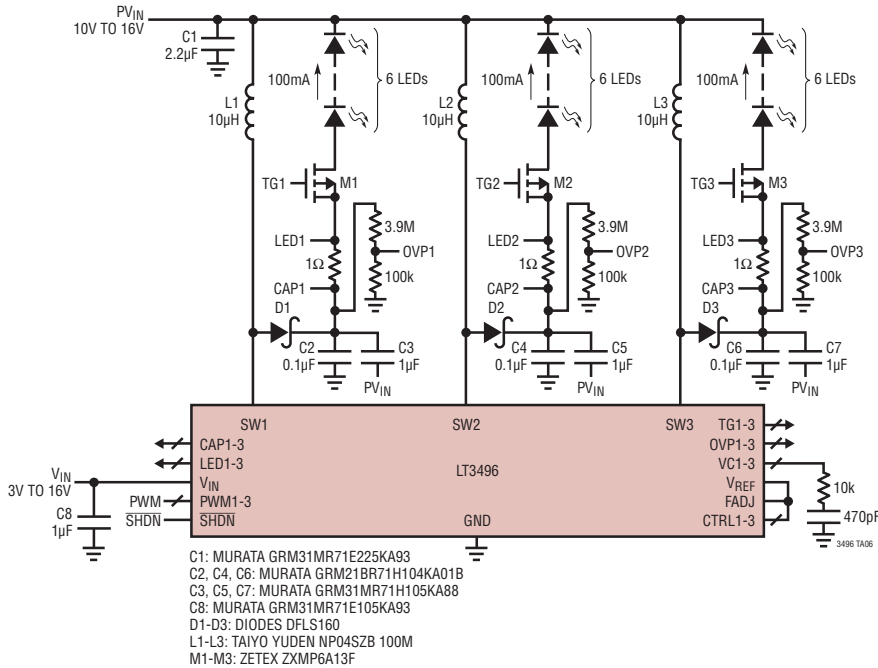 PVIN
10V TO 16V
C1
2.2µF
L1
10µH
100mA
6 LEDs
L2
10µH
100mA
6 LEDs
L3
10µH
100mA
6 LEDs
TG1
M1
TG2
M2
TG3
M3
LED1
1Ω
CAP1
3.9M
OVP1
100k
LED2
1Ω
CAP2
3.9M
OVP2
100k
LED3
1Ω
CAP3
3.9M
OVP3
100k
D1
C2
0.1µF
C3
1µF
PVIN
D2
C4
0.1µF
C5
1µF
PVIN
D3
C6
0.1µF
C7
1µF
PVIN
SW1
SW2
SW3
CAP1-3
LED1-3
VIN
PWM1-3
SHDN
LT3496
GND
TG1-3
OVP1-3
VC1-3
VREF
FADJ
CTRL1-3
VIN
3V TO 16V
C8
1µF
PWM
SHDN
10k
470pF
3496 TA06
C1: MURATA GRM31MR71E225KA93
C2, C4, C6: MURATA GRM21BR71H104KA01B
C3, C5, C7: MURATA GRM31MR71H105KA88
C8: MURATA GRM31MR71E105KA93
D1-D3: DIODES DFLS160
L1-L3: TAIYO YUDEN NP04SZB 100M
M1-M3: ZETEX ZXMP6A13F